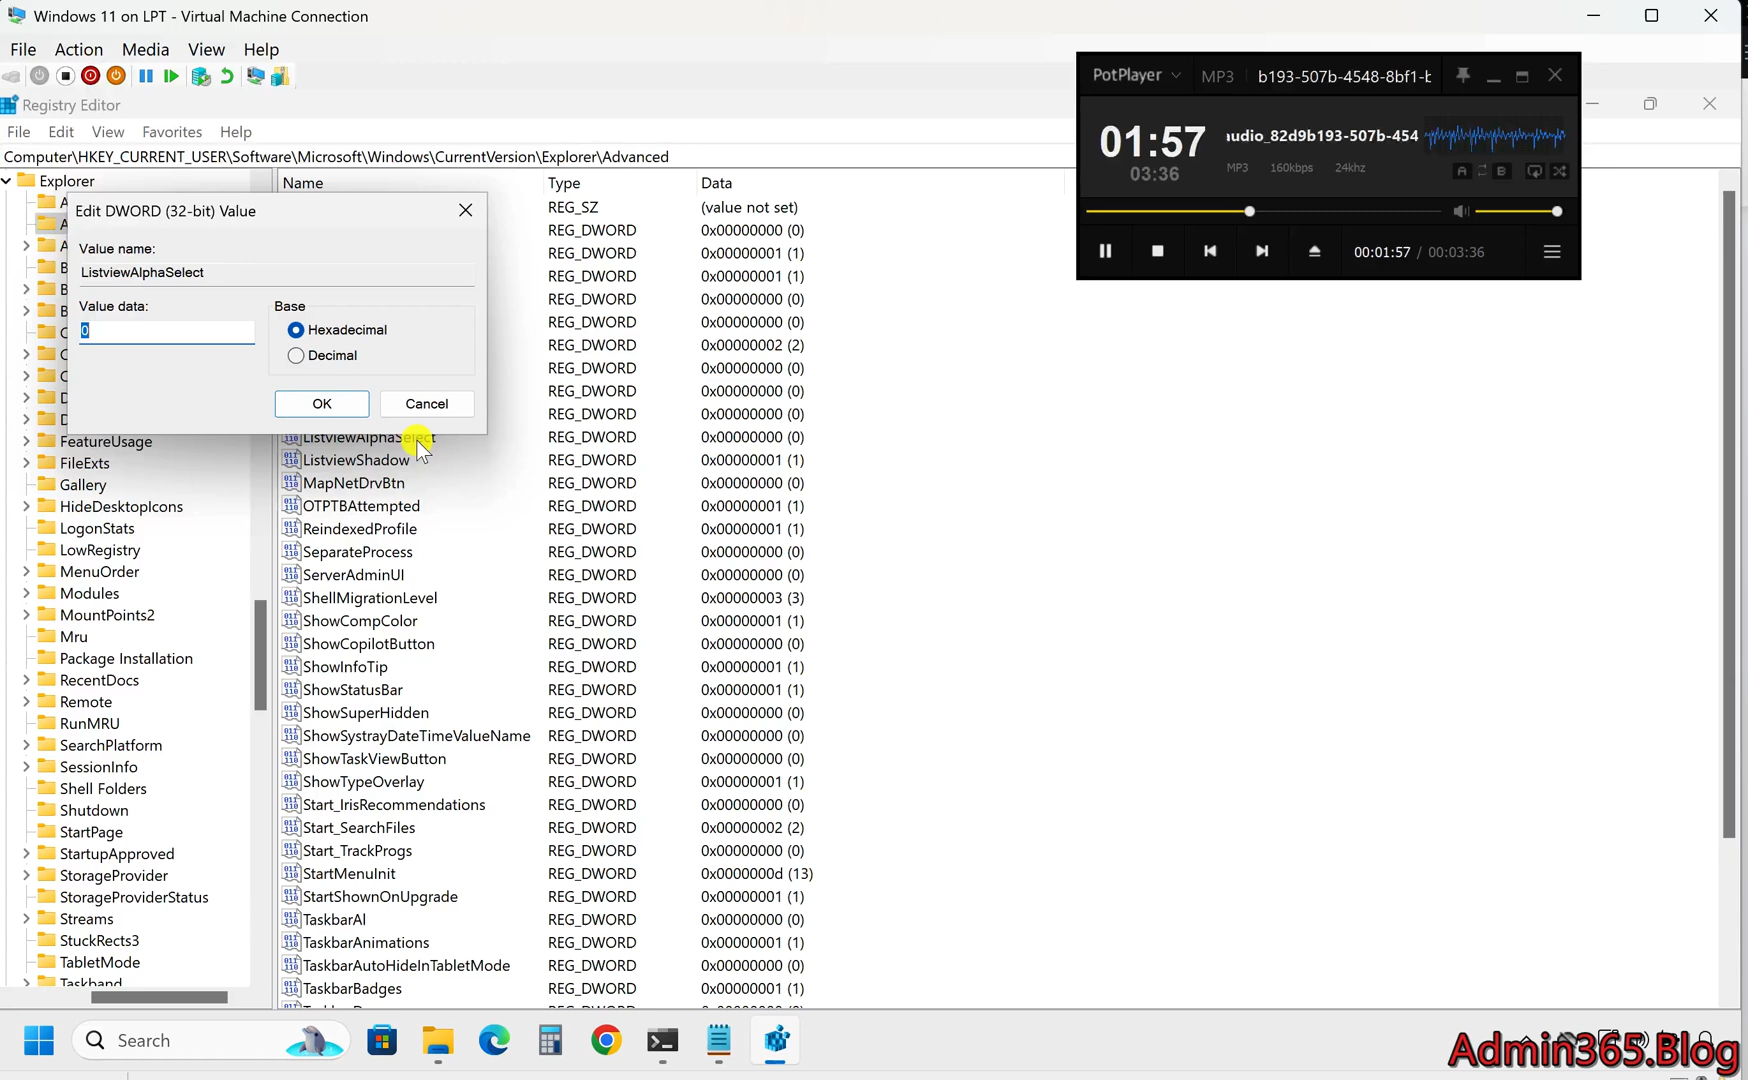 Windows 11 on LPT - Virtual Machine Connection
File Action Media View Help
Registry Editor
File Edit View Favorites Help
Computer\HKEY_CURRENT_USER\Software\Microsoft\Windows\CurrentVersion\Explorer\Advanced
PotPlayer MP3 b193-507b-4548-8bf1-b
01:57
03:36
udio_82d9b193-507b-454
MP3 160kbps 24khz
A B
00:01:57 / 00:03:36
Explorer
FeatureUsage
FileExts
Gallery
HideDesktopIcons
LogonStats
LowRegistry
MenuOrder
Modules
MountPoints2
Mru
Package Installation
RecentDocs
Remote
RunMRU
SearchPlatform
SessionInfo
Shell Folders
Shutdown
StartPage
StartupApproved
StorageProvider
StorageProviderStatus
Streams
StuckRects3
TabletMode
Taskband
Edit DWORD (32-bit) Value
Value name:
ListviewAlphaSelect
Value data:
0
Base
Hexadecimal
Decimal
OK Cancel
Name Type Data
REG_SZ (value not set)
REG_DWORD 0x00000000 (0)
REG_DWORD 0x00000001 (1)
REG_DWORD 0x00000001 (1)
REG_DWORD 0x00000000 (0)
REG_DWORD 0x00000000 (0)
REG_DWORD 0x00000002 (2)
REG_DWORD 0x00000000 (0)
REG_DWORD 0x00000000 (0)
REG_DWORD 0x00000000 (0)
ListviewAlphaSelect REG_DWORD 0x00000000 (0)
ListviewShadow REG_DWORD 0x00000001 (1)
MapNetDrvBtn REG_DWORD 0x00000000 (0)
OTPTBAttempted REG_DWORD 0x00000001 (1)
ReindexedProfile REG_DWORD 0x00000001 (1)
SeparateProcess REG_DWORD 0x00000000 (0)
ServerAdminUI REG_DWORD 0x00000000 (0)
ShellMigrationLevel REG_DWORD 0x00000003 (3)
ShowCompColor REG_DWORD 0x00000001 (1)
ShowCopilotButton REG_DWORD 0x00000000 (0)
ShowInfoTip REG_DWORD 0x00000001 (1)
ShowStatusBar REG_DWORD 0x00000001 (1)
ShowSuperHidden REG_DWORD 0x00000000 (0)
ShowSystrayDateTimeValueName REG_DWORD 0x00000000 (0)
ShowTaskViewButton REG_DWORD 0x00000000 (0)
ShowTypeOverlay REG_DWORD 0x00000001 (1)
Start_IrisRecommendations REG_DWORD 0x00000000 (0)
Start_SearchFiles REG_DWORD 0x00000002 (2)
Start_TrackProgs REG_DWORD 0x00000000 (0)
StartMenuInit REG_DWORD 0x0000000d (13)
StartShownOnUpgrade REG_DWORD 0x00000001 (1)
TaskbarAl REG_DWORD 0x00000000 (0)
TaskbarAnimations REG_DWORD 0x00000001 (1)
TaskbarAutoHideInTabletMode REG_DWORD 0x00000000 (0)
TaskbarBadges REG_DWORD 0x00000001 (1)
Search
Admin365.Blog